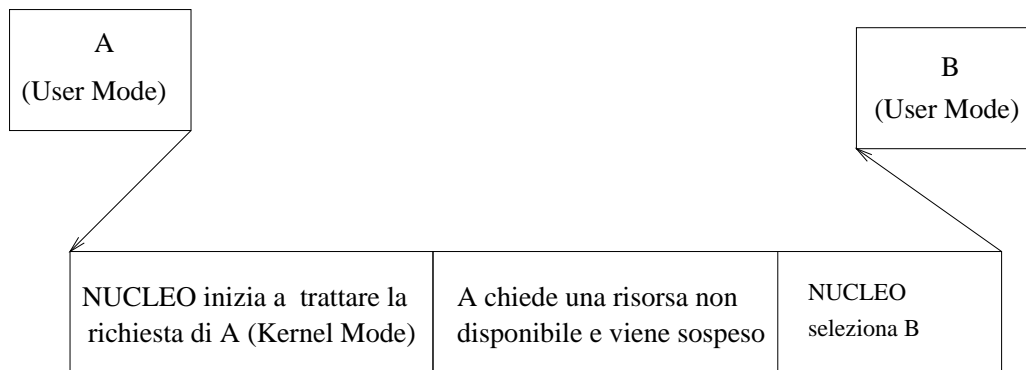 A
(User Mode)
B
(User Mode)
NUCLEO inizia a trattare la
richiesta di A (Kernel Mode)
A chiede una risorsa non
disponibile e viene sospeso
NUCLEO
seleziona B